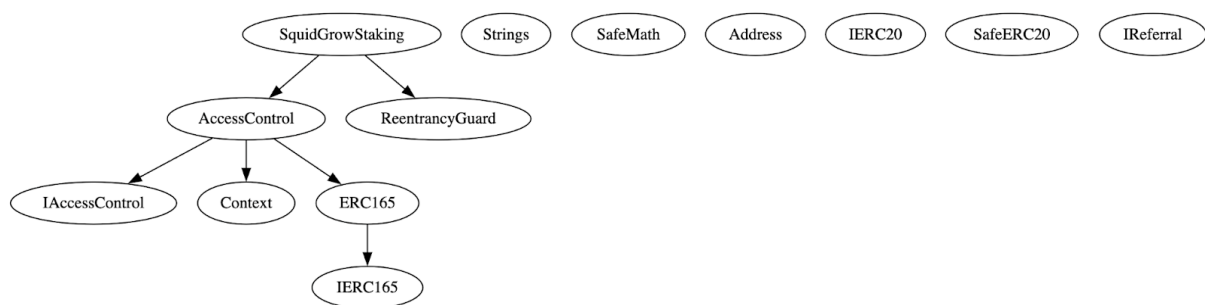 SquidGrowStaking Strings SafeMath Address IERC20 SafeERC20 IReferral
AccessControl ReentrancyGuard
IAccessControl Context ERC165
IERC165